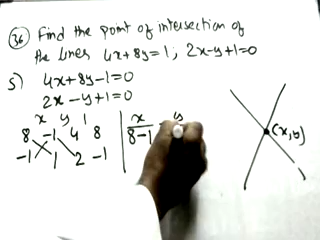 36) Find the point of intersection of
the lines 4x+8y=1; 2x-y+1=0
S) 4x+8y-1=0
2x-y+1=0
x y 1
8 -1 4 8
-1 1 2 -1
x/(8-1) = y
(x,y)